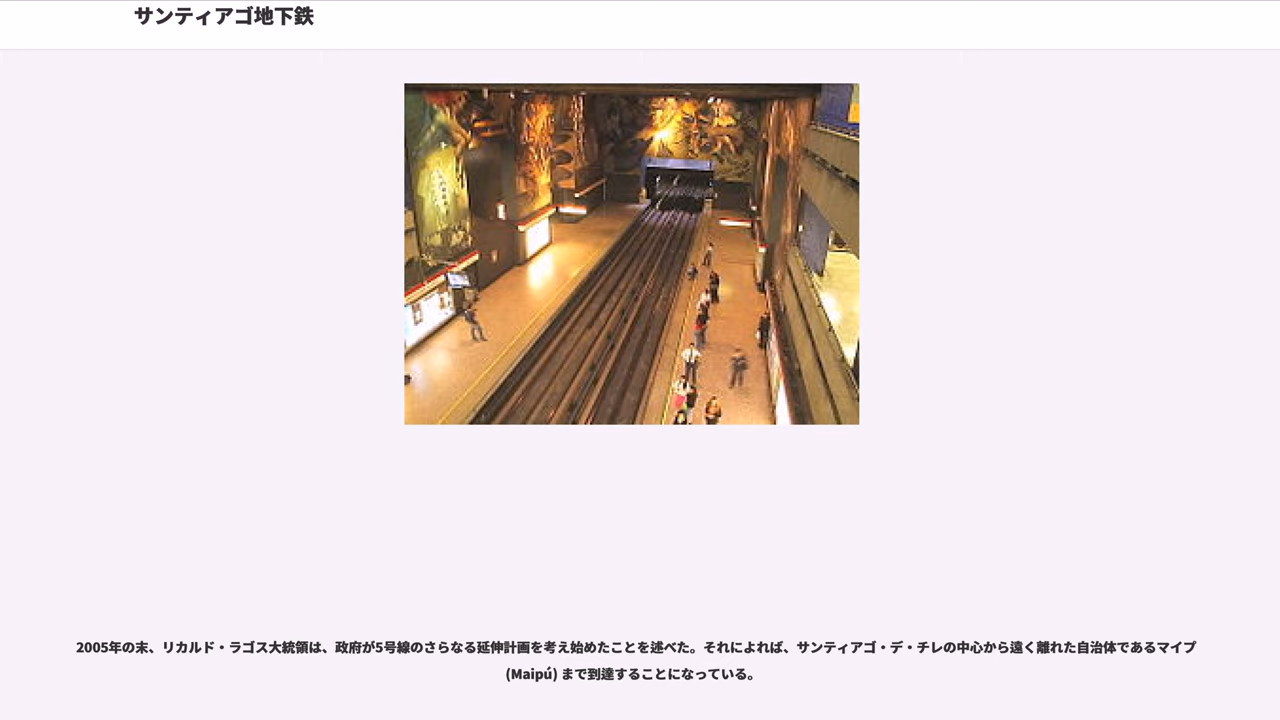 サンティアゴ地下鉄
2005年の末、リカルド・ラゴス大統領は、政府が5号線のさらなる延伸計画を考え始めたことを述べた。それによれば、サンティアゴ・デ・チレの中心から遠く離れた自治体であるマイプ
(Maipú) まで到達することになっている。